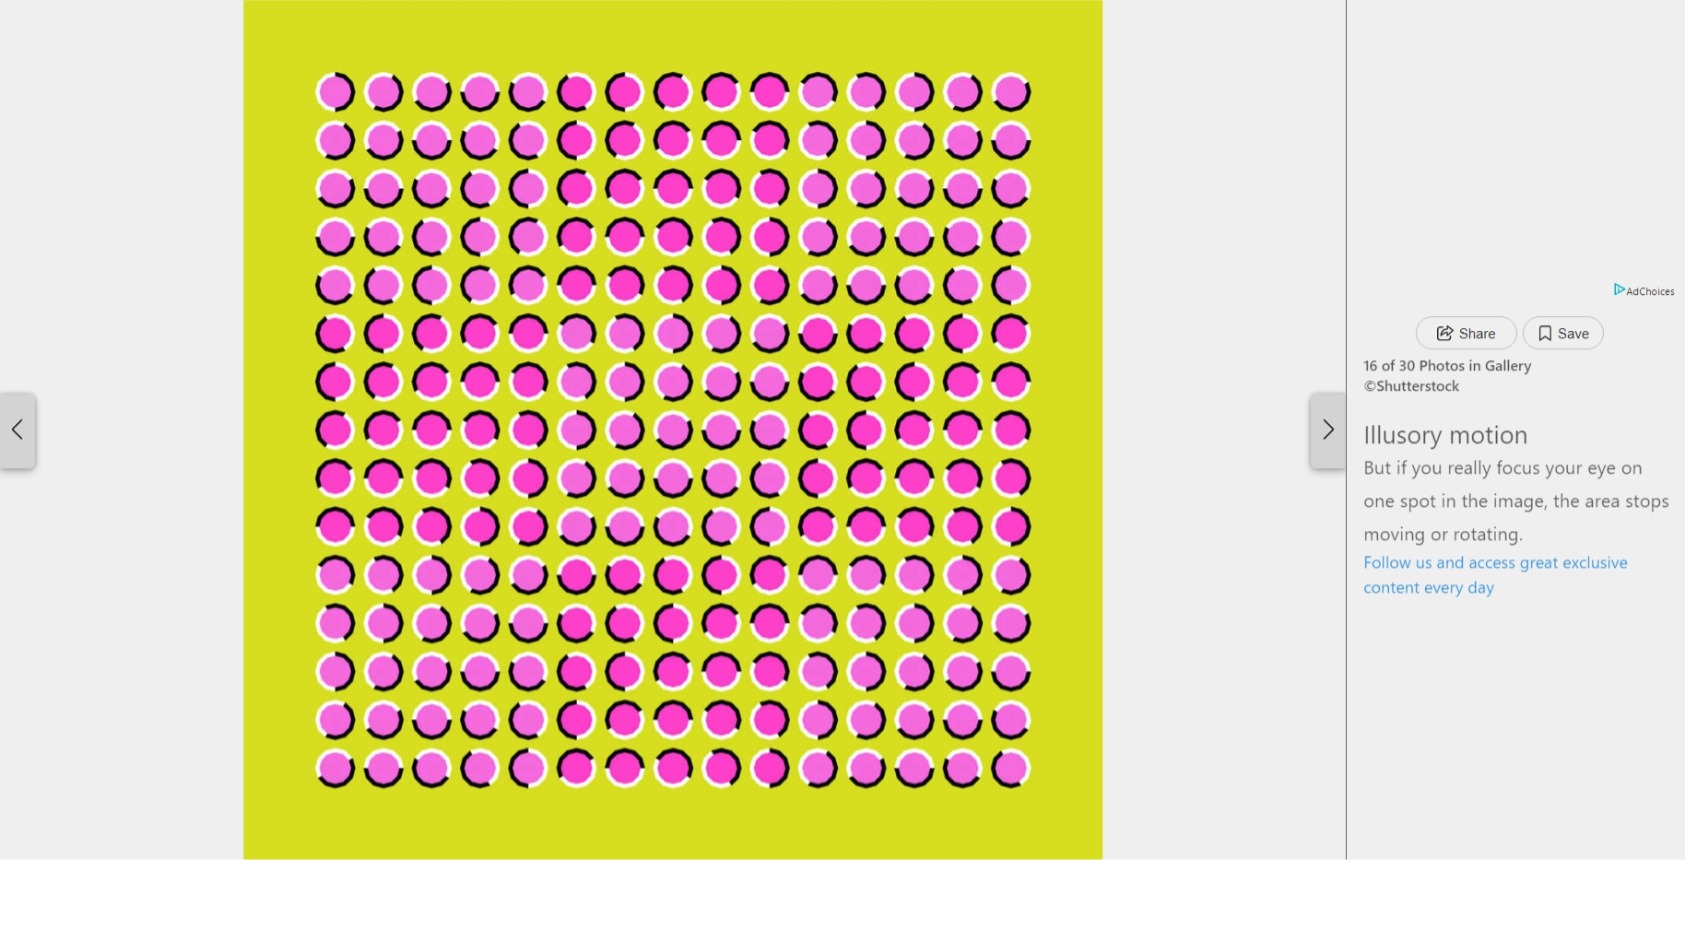 AdChoices
Share Save
16 of 30 Photos in Gallery
©Shutterstock
Illusory motion
But if you really focus your eye on
one spot in the image, the area stops
moving or rotating.
Follow us and access great exclusive
content every day